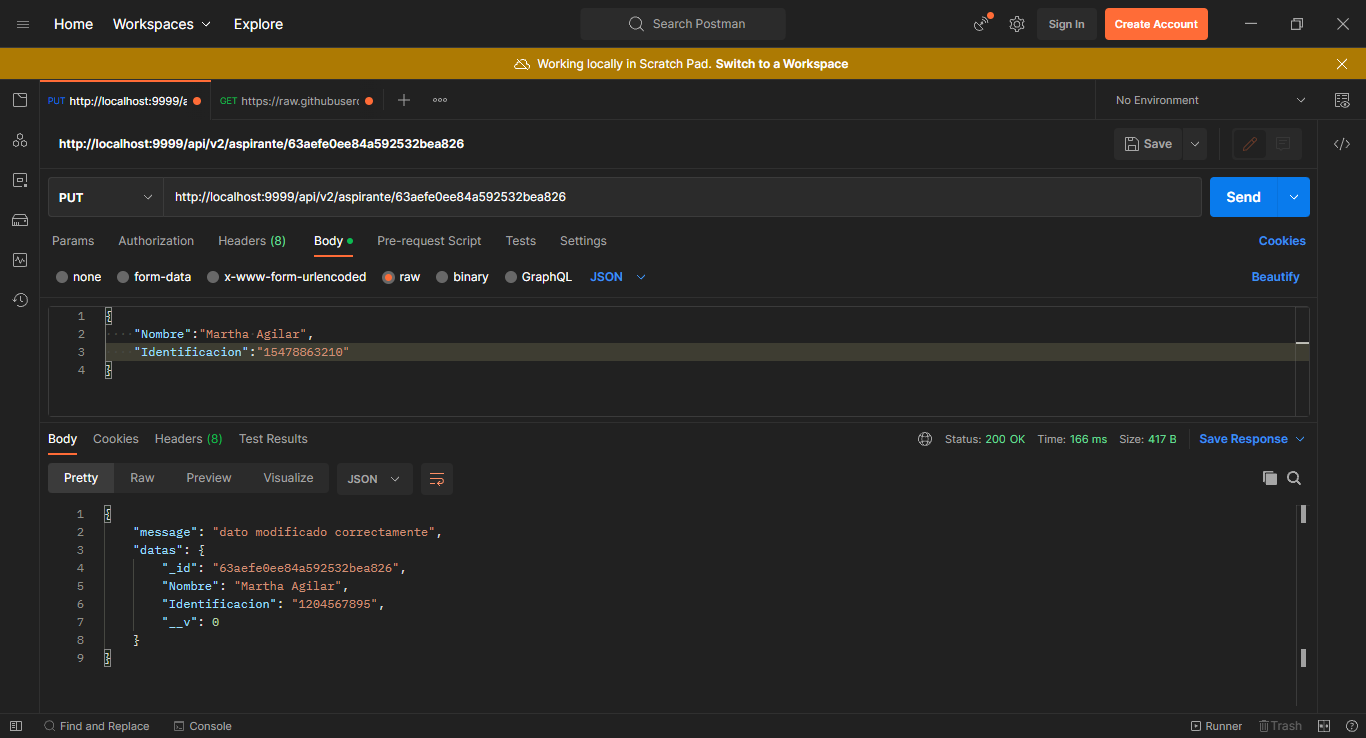 Home Workspaces Explore Search Postman Sign In Create Account
Working locally in Scratch Pad. Switch to a Workspace
PUT http://localhost:9999/a GET https://raw.githubuserc No Environment
http://localhost:9999/api/v2/aspirante/63aefe0ee84a592532bea826 Save
PUT http://localhost:9999/api/v2/aspirante/63aefe0ee84a592532bea826 Send
Params Authorization Headers (8) Body Pre-request Script Tests Settings Cookies
none form-data x-www-form-urlencoded raw binary GraphQL JSON Beautify
1 {
2 "Nombre":"Martha Agilar",
3 "Identificacion":"15478863210"
4 }
Body Cookies Headers (8) Test Results Status: 200 OK Time: 166 ms Size: 417 B Save Response
Pretty Raw Preview Visualize JSON
1 {
2 "message": "dato modificado correctamente",
3 "datas": {
4 "_id": "63aefe0ee84a592532bea826",
5 "Nombre": "Martha Agilar",
6 "Identificacion": "1204567895",
7 "__v": 0
8 }
9 }
Find and Replace Console Runner Trash